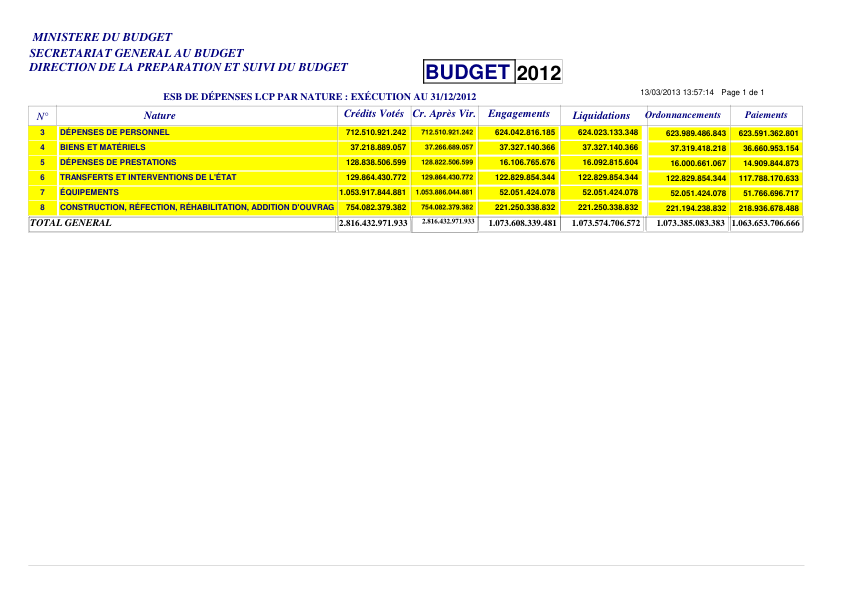 MINISTERE DU BUDGET
SECRETARIAT GENERAL AU BUDGET
DIRECTION DE LA PREPARATION ET SUIVI DU BUDGET
BUDGET 2012
13/03/2013 13:57:14 Page 1 de 1
ESB DE DÉPENSES LCP PAR NATURE : EXÉCUTION AU 31/12/2012
N° Nature Crédits Votés Cr. Après Vir. Engagements Liquidations Ordonnancements Paiements
3 DÉPENSES DE PERSONNEL 712.510.921.242 712.510.921.242 624.042.816.185 624.023.133.348 623.989.486.843 623.591.362.801
4 BIENS ET MATÉRIELS 37.218.889.057 37.266.889.057 37.327.140.366 37.327.140.366 37.319.418.218 36.660.953.154
5 DÉPENSES DE PRESTATIONS 128.838.506.599 128.822.506.599 16.106.765.676 16.092.815.604 16.000.661.067 14.909.844.873
6 TRANSFERTS ET INTERVENTIONS DE L'ÉTAT 129.864.430.772 129.864.430.772 122.829.854.344 122.829.854.344 122.829.854.344 117.788.170.633
7 ÉQUIPEMENTS 1.053.917.844.881 1.053.886.044.881 52.051.424.078 52.051.424.078 52.051.424.078 51.766.696.717
8 CONSTRUCTION, RÉFECTION, RÉHABILITATION, ADDITION D'OUVRAG 754.082.379.382 754.082.379.382 221.250.338.832 221.250.338.832 221.194.238.832 218.936.678.488
TOTAL GENERAL 2.816.432.971.933 2.816.432.971.933 1.073.608.339.481 1.073.574.706.572 1.073.385.083.383 1.063.653.706.666